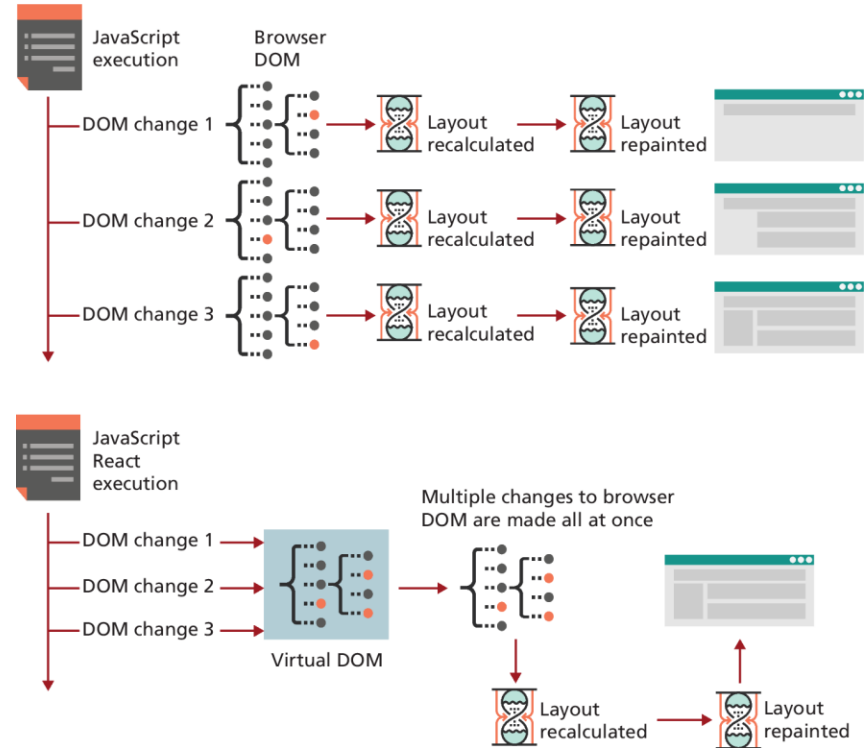 JavaScript
execution
Browser
DOM
DOM change 1
Layout
recalculated
Layout
repainted
DOM change 2
Layout
recalculated
Layout
repainted
DOM change 3
Layout
recalculated
Layout
repainted
JavaScript
React
execution
Multiple changes to browser
DOM are made all at once
DOM change 1
DOM change 2
DOM change 3
Virtual DOM
Layout
recalculated
Layout
repainted